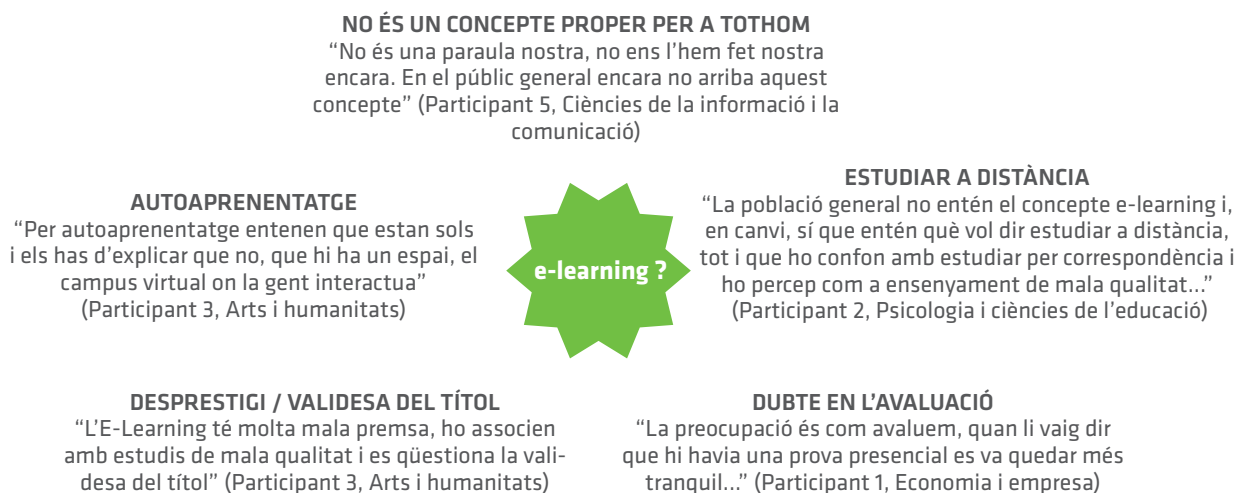 NO ÉS UN CONCEPTE PROPER PER A TOTHOM
“No és una paraula nostra, no ens l’hem fet nostra
encara. En el públic general encara no arriba aquest
concepte” (Participant 5, Ciències de la informació i la
comunicació)
AUTOAPRENENTATGE
“Per autoaprenentatge entenen que estan sols
i els has d’explicar que no, que hi ha un espai, el
campus virtual on la gent interactua”
(Participant 3, Arts i humanitats)
e-learning ?
ESTUDIAR A DISTÀNCIA
“La població general no entén el concepte e-learning i,
en canvi, sí que entén què vol dir estudiar a distància,
tot i que ho confon amb estudiar per correspondència i
ho percep com a ensenyament de mala qualitat...”
(Participant 2, Psicologia i ciències de l’educació)
DESPRESTIGI / VALIDESA DEL TÍTOL
“L’E-Learning té molta mala premsa, ho associen
amb estudis de mala qualitat i es qüestiona la vali-
desa del títol” (Participant 3, Arts i humanitats)
DUBTE EN L’AVALUACIÓ
“La preocupació és com avaluem, quan li vaig dir
que hi havia una prova presencial es va quedar més
tranquil...” (Participant 1, Economia i empresa)